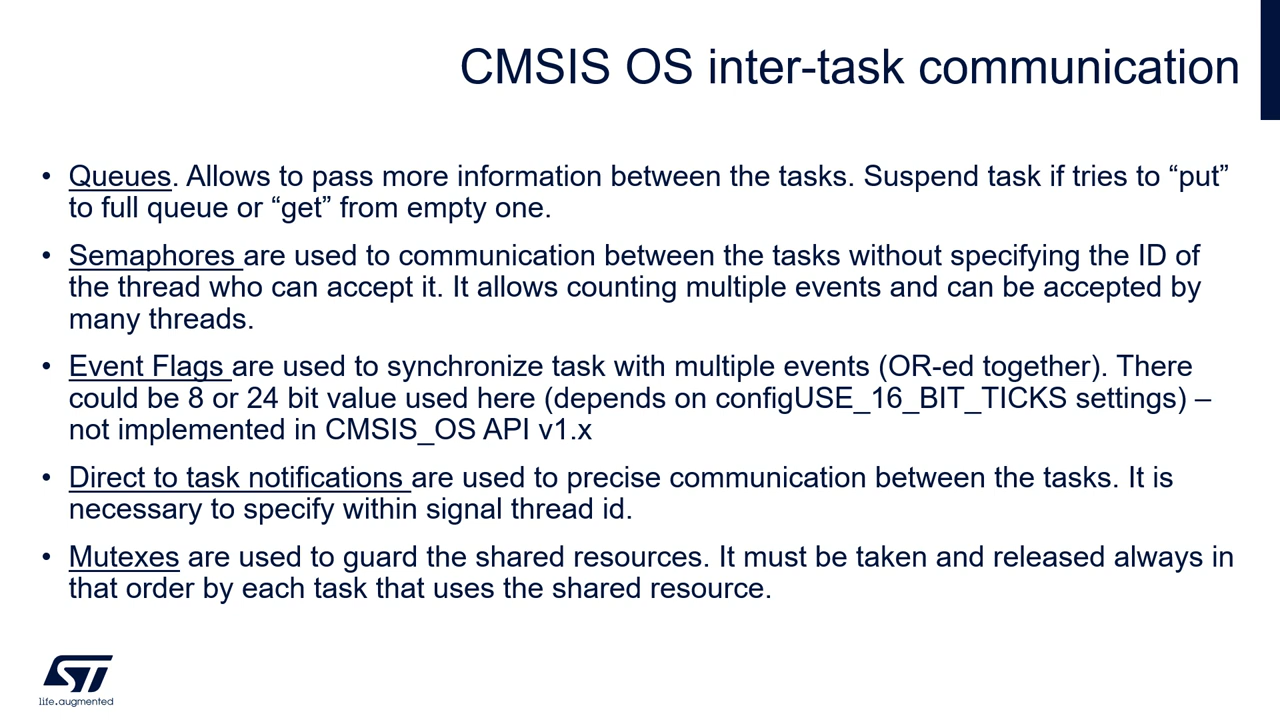 CMSIS OS inter-task communication
• Queues. Allows to pass more information between the tasks. Suspend task if tries to “put”
to full queue or “get” from empty one.
• Semaphores are used to communication between the tasks without specifying the ID of
the thread who can accept it. It allows counting multiple events and can be accepted by
many threads.
• Event Flags are used to synchronize task with multiple events (OR-ed together). There
could be 8 or 24 bit value used here (depends on configUSE_16_BIT_TICKS settings) –
not implemented in CMSIS_OS API v1.x
• Direct to task notifications are used to precise communication between the tasks. It is
necessary to specify within signal thread id.
• Mutexes are used to guard the shared resources. It must be taken and released always in
that order by each task that uses the shared resource.
ST
life.augmented